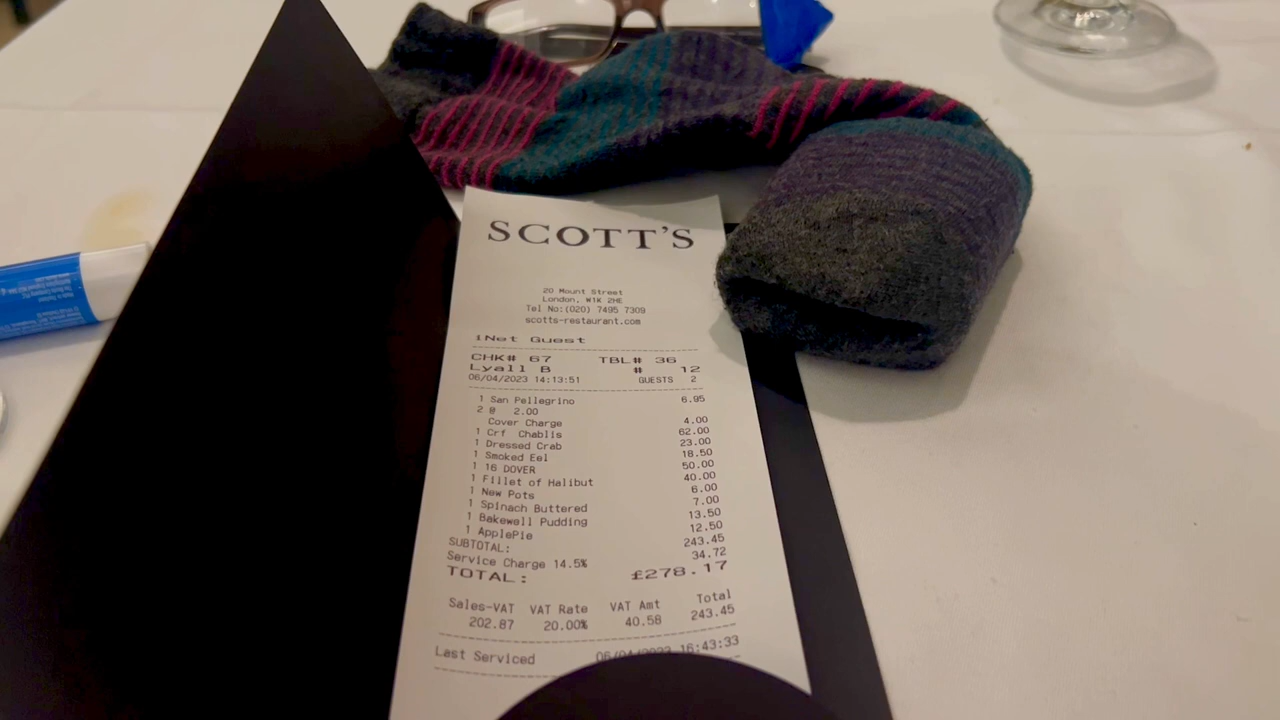 SCOTT'S
20 Mount Street
London, W1K 2HE
Tel No:(020) 7495 7309
scotts-restaurant.com
1Net Guest
CHK# 67 TBL# 36
Lyall B # 12
06/04/2023 14:13:51 GUESTS 2
1 San Pellegrino 6.95
2 @ 2.00
Cover Charge 4.00
1 Crf Chablis 62.00
1 Dressed Crab 23.00
1 Smoked Eel 18.50
1 16 DOVER 50.00
1 Fillet of Halibut 40.00
1 New Pots 6.00
1 Spinach Buttered 7.00
1 Bakewell Pudding 13.50
1 ApplePie 12.50
SUBTOTAL: 243.45
Service Charge 14.5% 34.72
TOTAL: £278.17
Sales-VAT VAT Rate VAT Amt Total
202.87 20.00% 40.58 243.45
Last Serviced 06/04/2023 16:43:33